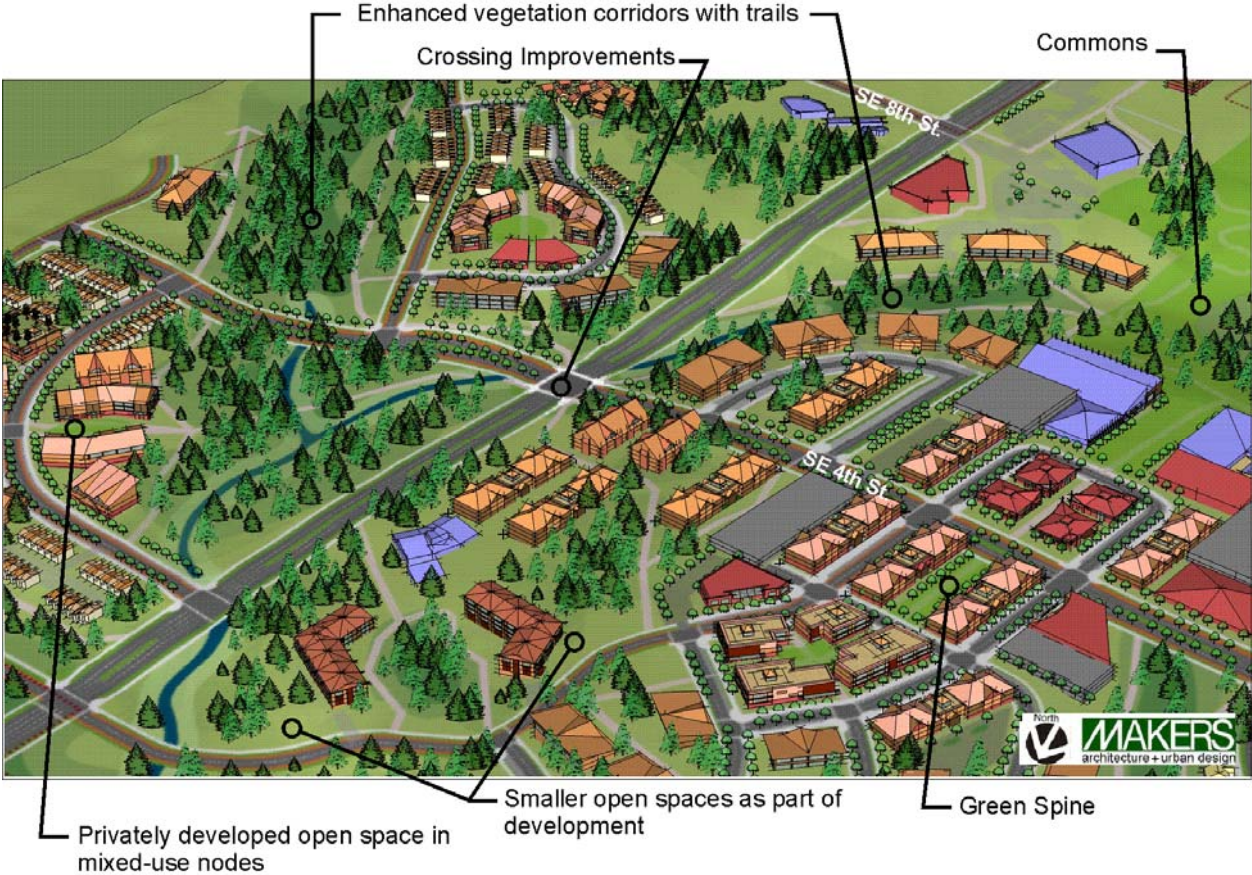 Enhanced vegetation corridors with trails
Crossing Improvements
Commons
SE 8th St.
SE 4th St.
North
MAKERS
architecture + urban design
Smaller open spaces as part of
development
Green Spine
Privately developed open space in
mixed-use nodes